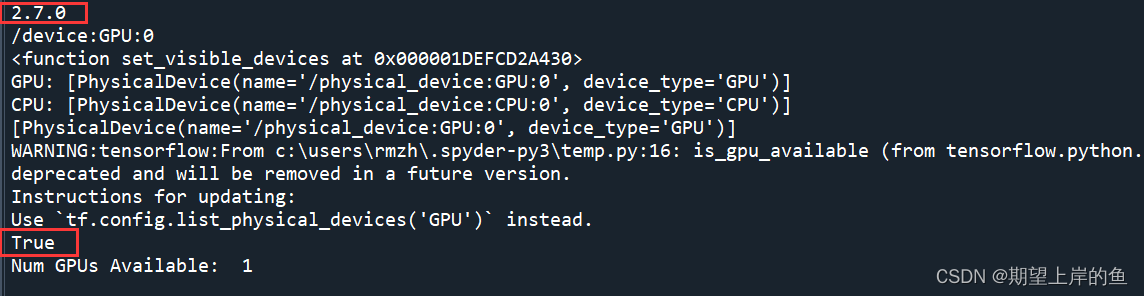 2.7.0
/device:GPU:0
<function set_visible_devices at 0x000001DEFCD2A430>
GPU: [PhysicalDevice(name='/physical_device:GPU:0', device_type='GPU')]
CPU: [PhysicalDevice(name='/physical_device:CPU:0', device_type='CPU')]
[PhysicalDevice(name='/physical_device:GPU:0', device_type='GPU')]
WARNING:tensorflow:From c:\users\rmzh\.spyder-py3\temp.py:16: is_gpu_available (from tensorflow.python.
deprecated and will be removed in a future version.
Instructions for updating:
Use `tf.config.list_physical_devices('GPU')` instead.
True
Num GPUs Available:  1
CSDN @期望上岸的鱼